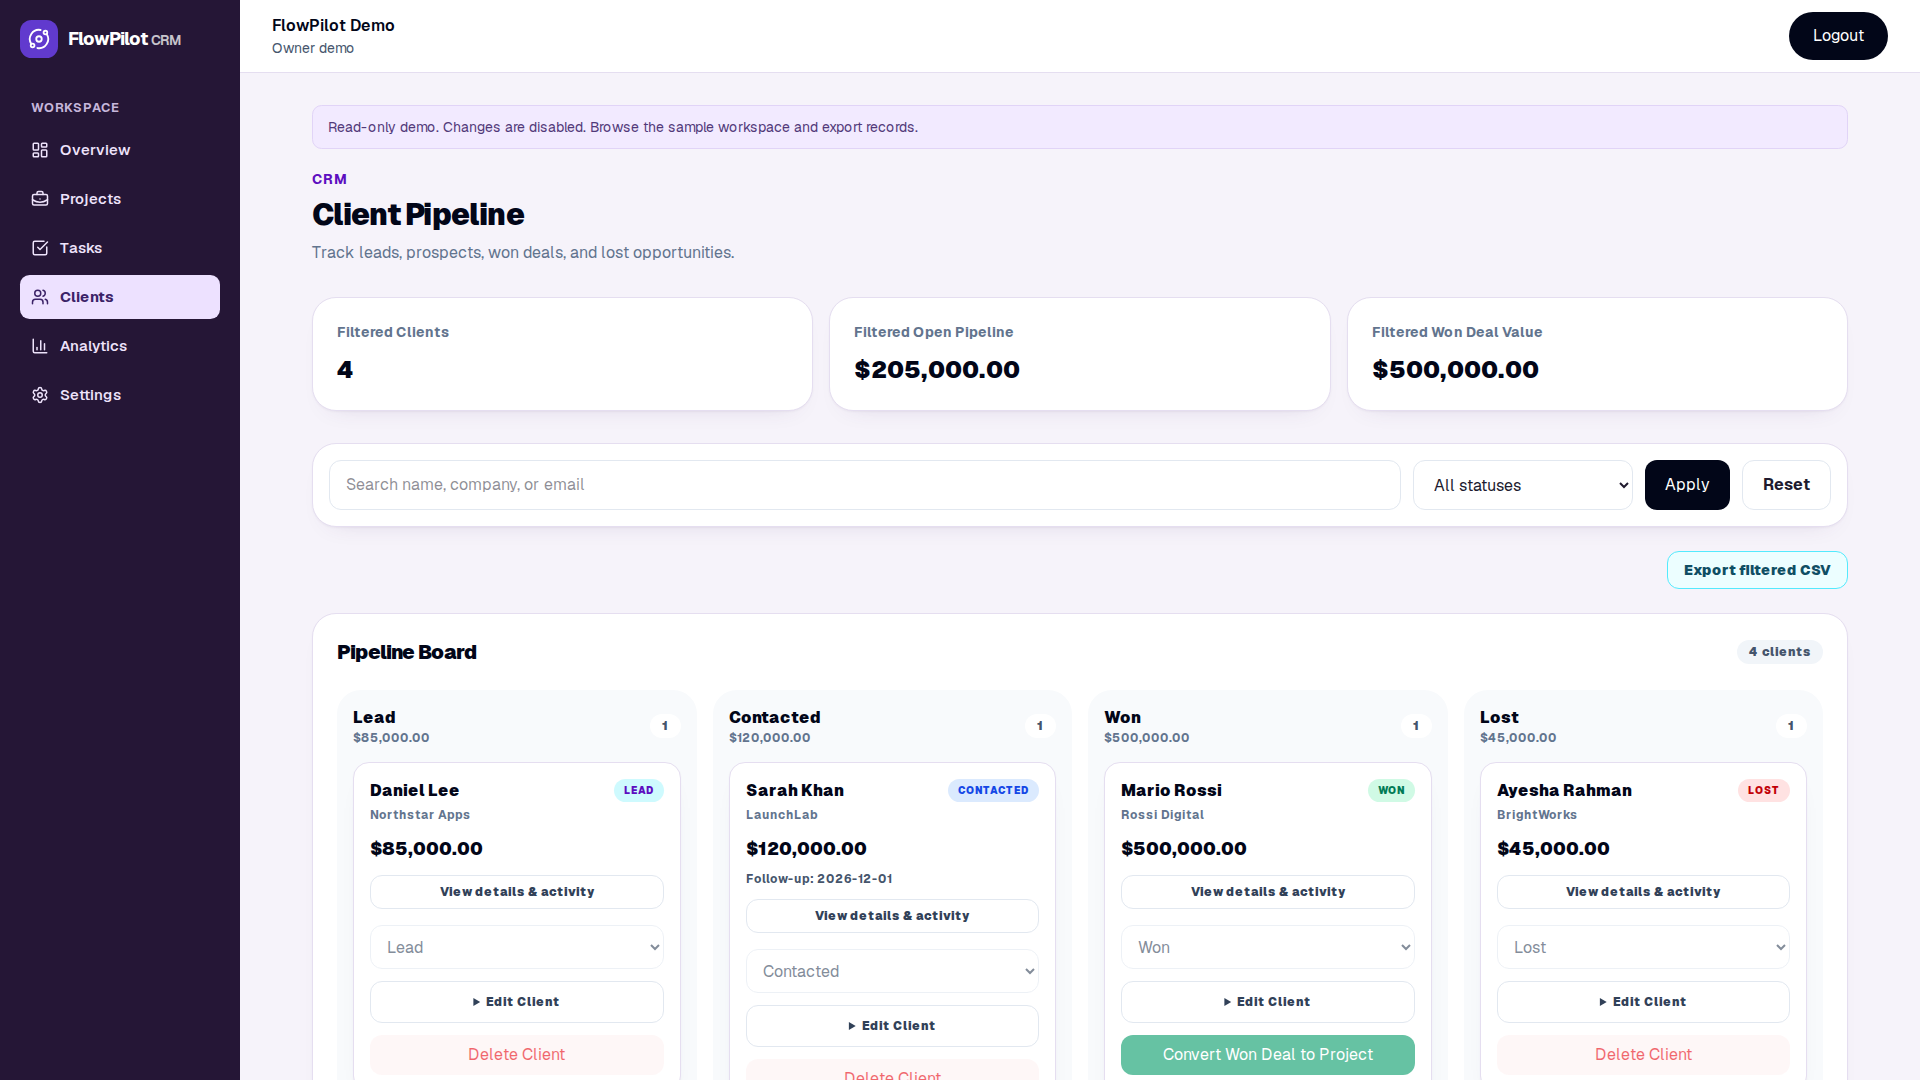 FlowPilot CRM
WORKSPACE
Overview
Projects
Tasks
Clients
Analytics
Settings
FlowPilot Demo
Owner demo
Logout
Read-only demo. Changes are disabled. Browse the sample workspace and export records.
CRM
Client Pipeline
Track leads, prospects, won deals, and lost opportunities.
Filtered Clients
4
Filtered Open Pipeline
$205,000.00
Filtered Won Deal Value
$500,000.00
Search name, company, or email
All statuses
Apply
Reset
Export filtered CSV
Pipeline Board
4 clients
Lead
$85,000.00
1
Daniel Lee
LEAD
Northstar Apps
$85,000.00
View details & activity
Lead
Edit Client
Delete Client
Contacted
$120,000.00
1
Sarah Khan
CONTACTED
LaunchLab
$120,000.00
Follow-up: 2026-12-01
View details & activity
Contacted
Edit Client
Delete Client
Won
$500,000.00
1
Mario Rossi
WON
Rossi Digital
$500,000.00
View details & activity
Won
Edit Client
Convert Won Deal to Project
Lost
$45,000.00
1
Ayesha Rahman
LOST
BrightWorks
$45,000.00
View details & activity
Lost
Edit Client
Delete Client